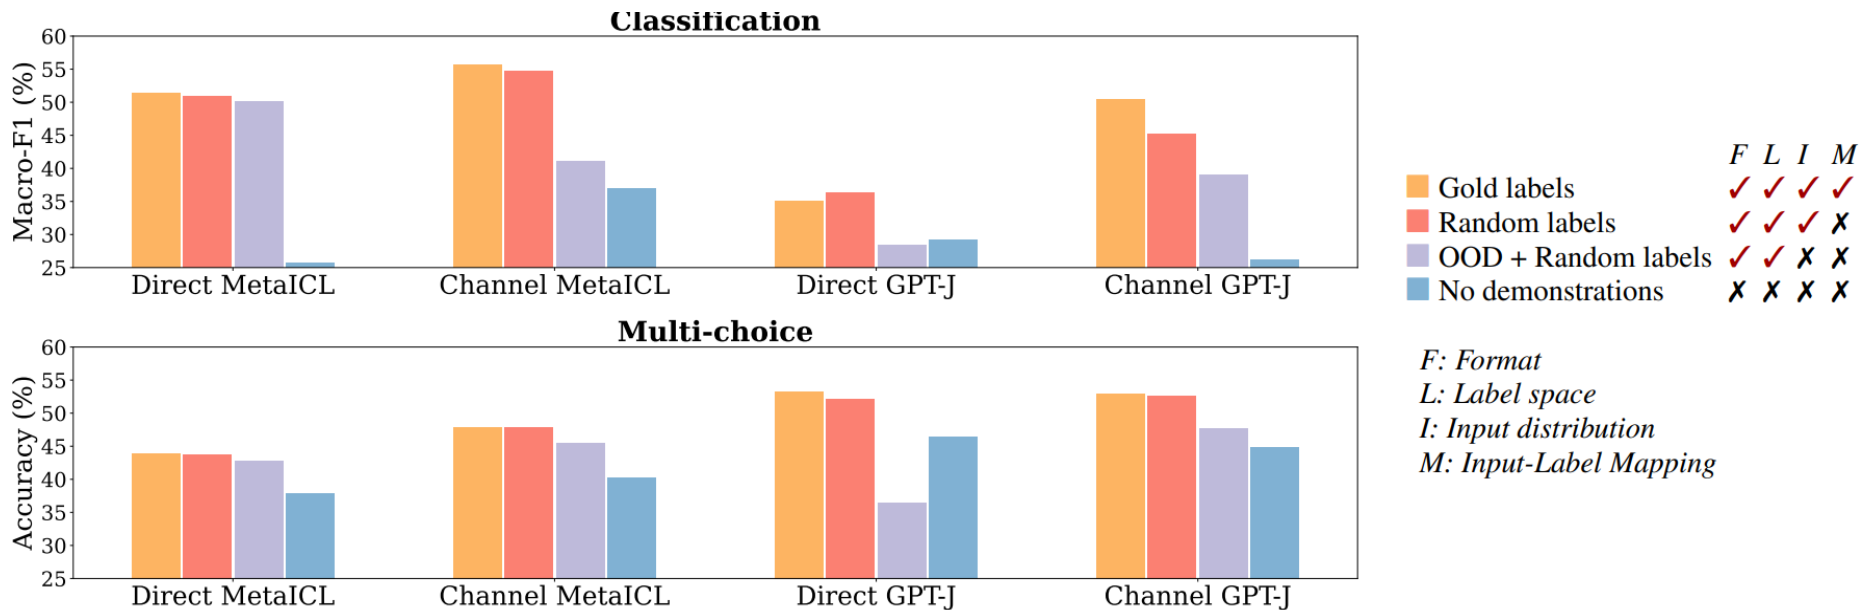 Classification
60
55
50
45
40
35
30
25
Macro-F1 (%)
Direct MetaICL Channel MetaICL Direct GPT-J Channel GPT-J
Multi-choice
60
55
50
45
40
35
30
25
Accuracy (%)
Direct MetaICL Channel MetaICL Direct GPT-J Channel GPT-J
F L I M
Gold labels ✓ ✓ ✓ ✓
Random labels ✓ ✓ ✓ ✗
OOD + Random labels ✓ ✓ ✗ ✗
No demonstrations ✗ ✗ ✗ ✗
F: Format
L: Label space
I: Input distribution
M: Input-Label Mapping